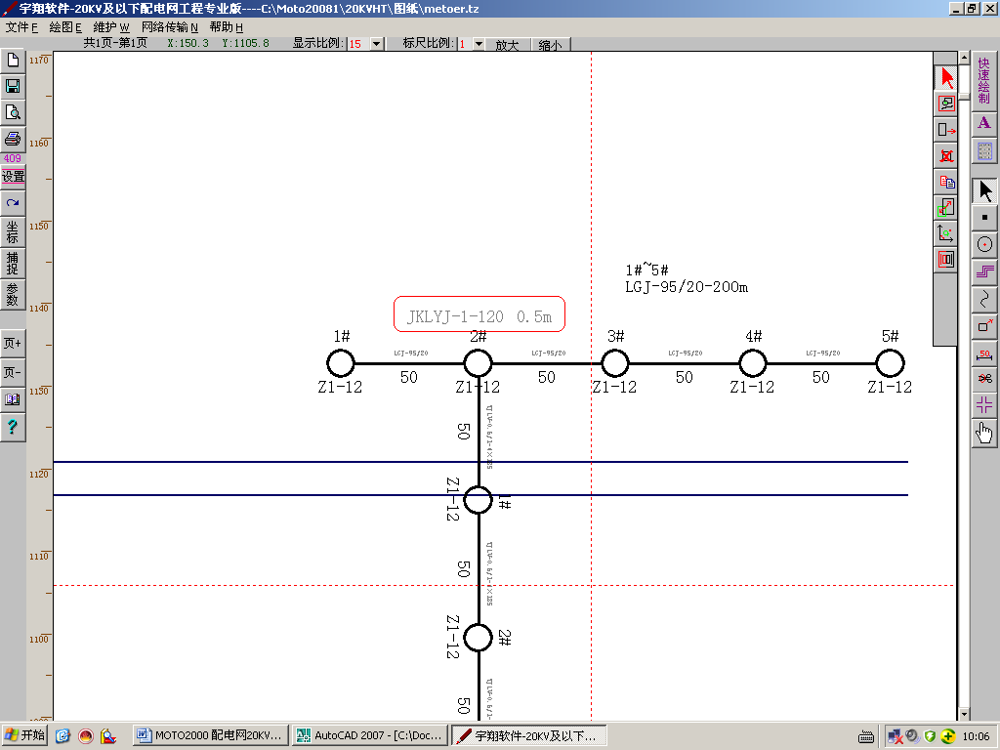 宇翔软件-20KV及以下配电网工程专业版----C:\Moto20081\20KVHT\图纸\metoer.tz
文件F 绘图E 维护W 网络传输N 帮助H
共1页-第1页 X:150.3 Y:1105.8 显示比例: 15 标尺比例: 1 放大 缩小
409
设置
坐标
捕捉
参数
页+
页-
?
1170
1160
1150
1140
1130
1120
1110
1100
快速绘制
A
50
1#~5#
LGJ-95/20-200m
JKLYJ-1-120 0.5m
1# 2# 3# 4# 5#
LGJ-95/20 LGJ-95/20 LGJ-95/20 LGJ-95/20
50 50 50 50
Z1-12 Z1-12 Z1-12 Z1-12 Z1-12
50
Z1-12 1#
50
Z1-12 2#
50
开始 MOTO2000 配电网20KV... AutoCAD 2007 - [C:\Doc... 宇翔软件-20KV及以下... 10:06